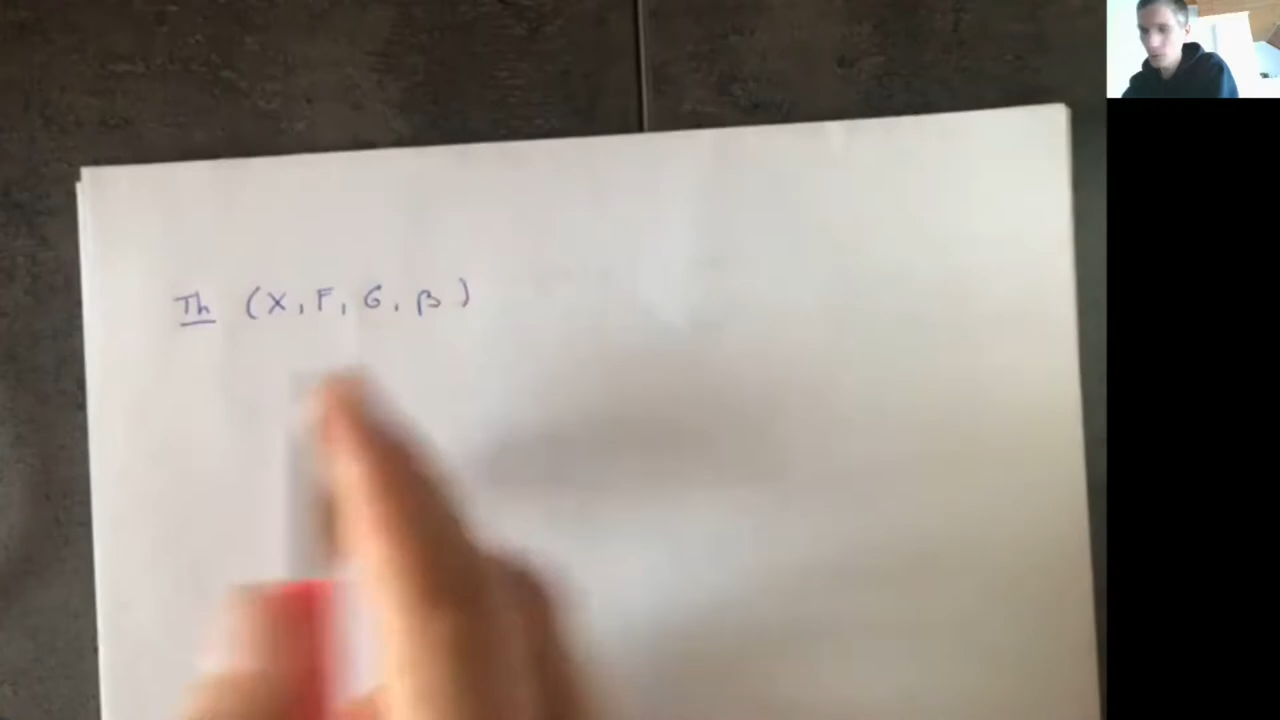 Th (X, F, G, β)